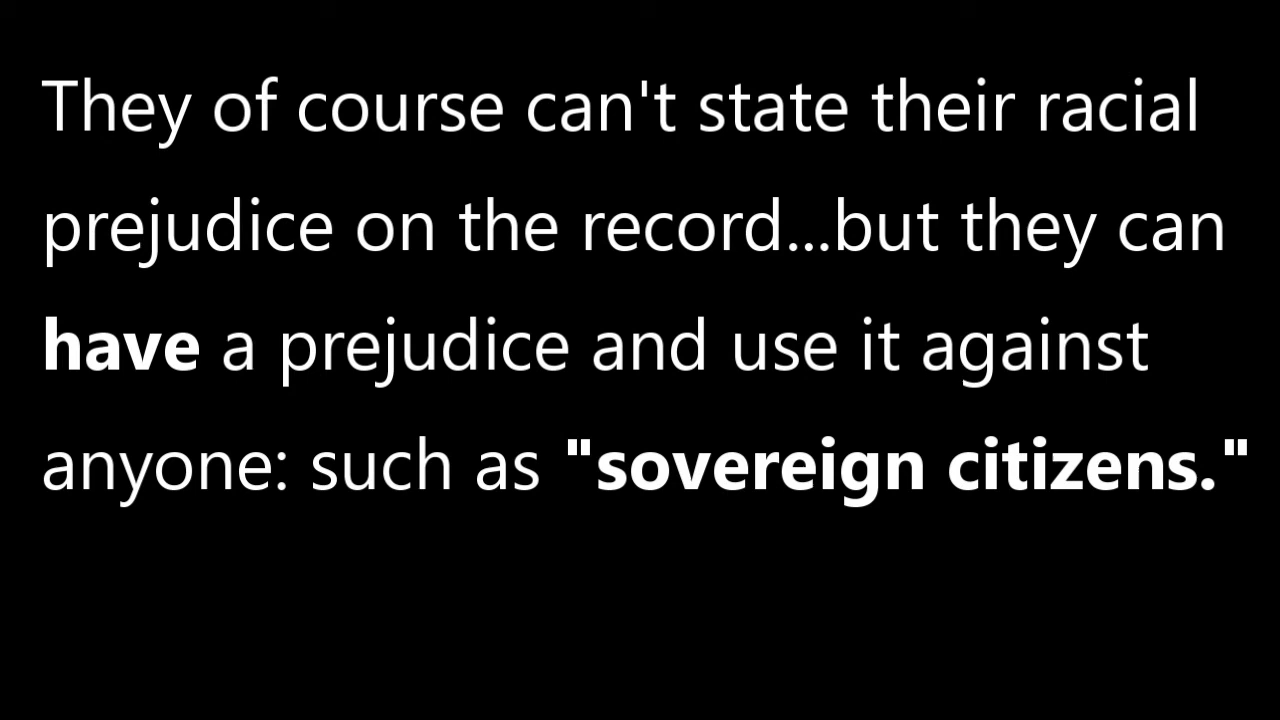 They of course can't state their racial
prejudice on the record...but they can
have a prejudice and use it against
anyone: such as "sovereign citizens."